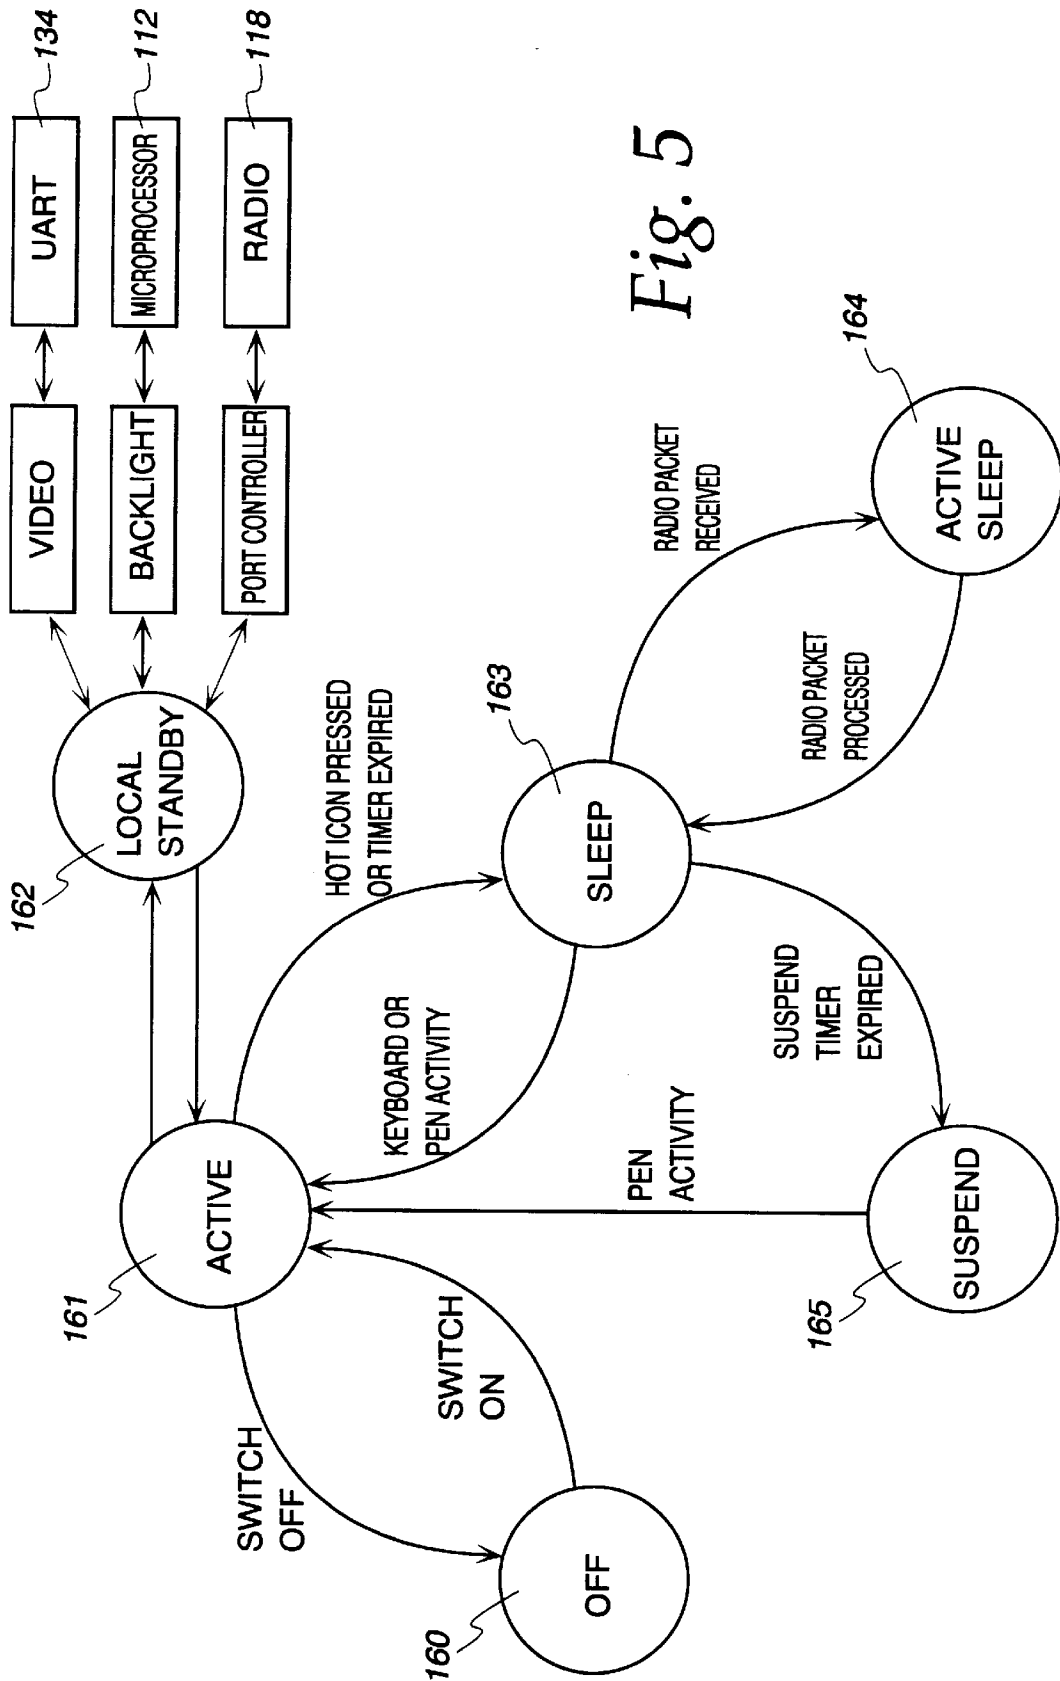 134
112
118
UART
MICROPROCESSOR
RADIO
VIDEO
BACKLIGHT
PORT CONTROLLER
162
LOCAL
STANDBY
161
ACTIVE
HOT ICON PRESSED
OR TIMER EXPIRED
KEYBOARD OR
PEN ACTIVITY
SWITCH
OFF
SWITCH
ON
160
OFF
163
SLEEP
RADIO PACKET
RECEIVED
RADIO PACKET
PROCESSED
164
ACTIVE
SLEEP
SUSPEND
TIMER
EXPIRED
PEN
ACTIVITY
165
SUSPEND
Fig. 5